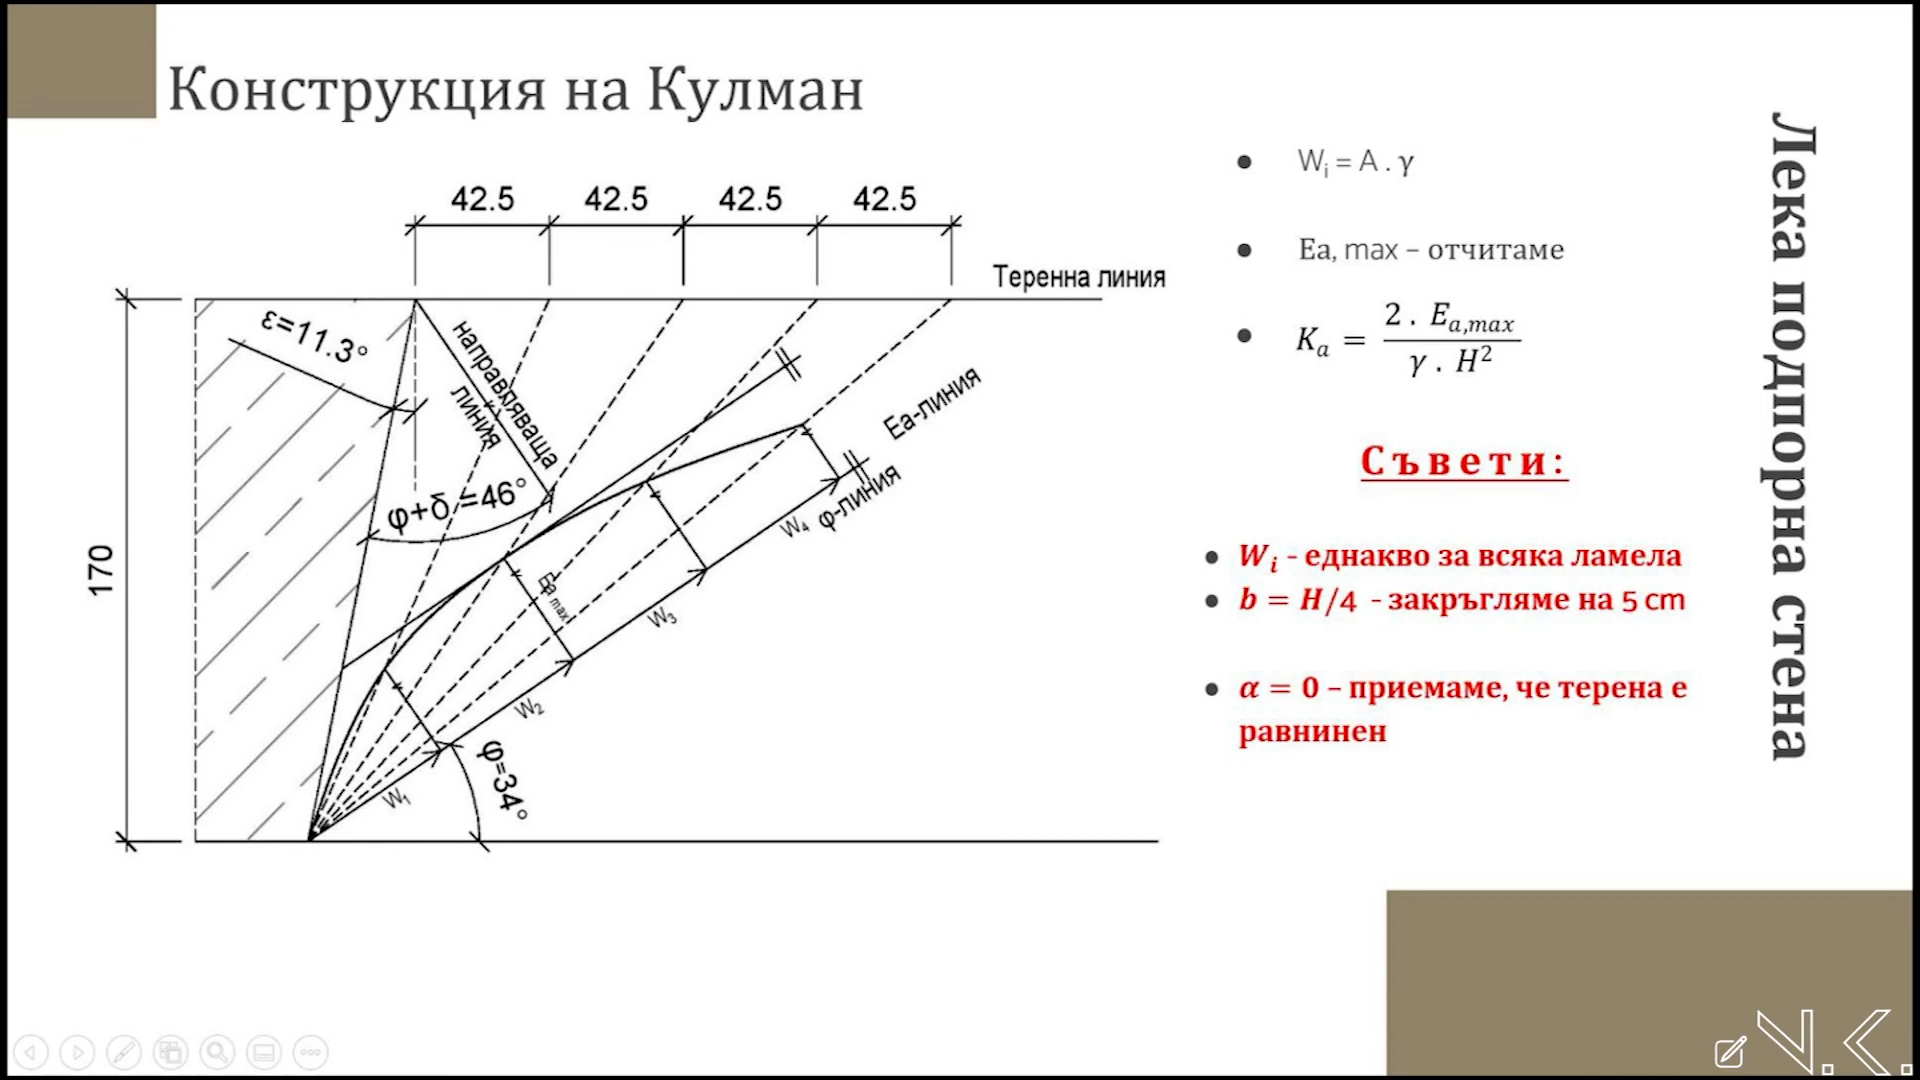 Конструкция на Кулман
42.5 42.5 42.5 42.5
Теренна линия
ε=11.3°
направляваща
линия
φ+δ =46°
Ea-линия
φ-линия
170
Ea max
W₁
W₂
W₃
W₄
φ=34°
Wᵢ = A . γ
Ea, max – отчитаме
Kₐ = 2 . Eₐ,ₘₐₓ / γ . H²
Съвети:
Wᵢ - еднакво за всяка ламела
b = H/4 - закръгляме на 5 cm
α = 0 – приемаме, че терена е
равнинен
Лека подпорна стена
V.K.